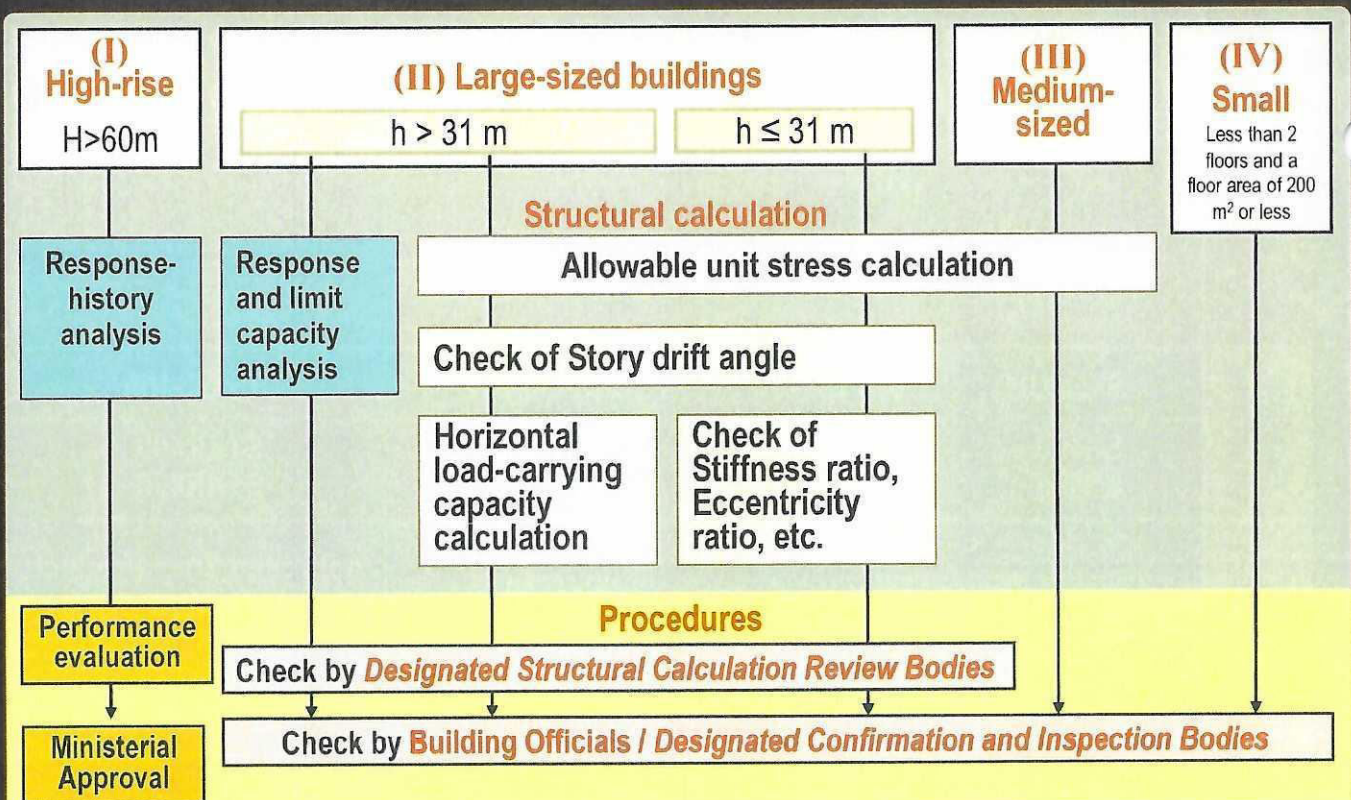 (I)
High-rise
H>60m
(II) Large-sized buildings
h > 31 m
h ≤ 31 m
(III)
Medium-
sized
(IV)
Small
Less than 2
floors and a
floor area of 200
m² or less
Structural calculation
Response-
history
analysis
Response
and limit
capacity
analysis
Allowable unit stress calculation
Check of Story drift angle
Horizontal
load-carrying
capacity
calculation
Check of
Stiffness ratio,
Eccentricity
ratio, etc.
Procedures
Performance
evaluation
Check by Designated Structural Calculation Review Bodies
Ministerial
Approval
Check by Building Officials / Designated Confirmation and Inspection Bodies